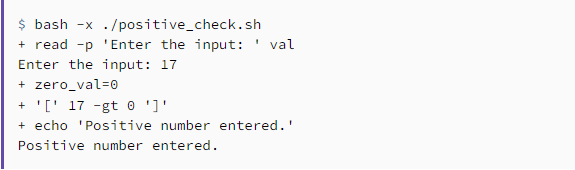 $ bash -x ./positive_check.sh
+ read -p 'Enter the input: ' val
Enter the input: 17
+ zero_val=0
+ '[' 17 -gt 0 ']'
+ echo 'Positive number entered.'
Positive number entered.